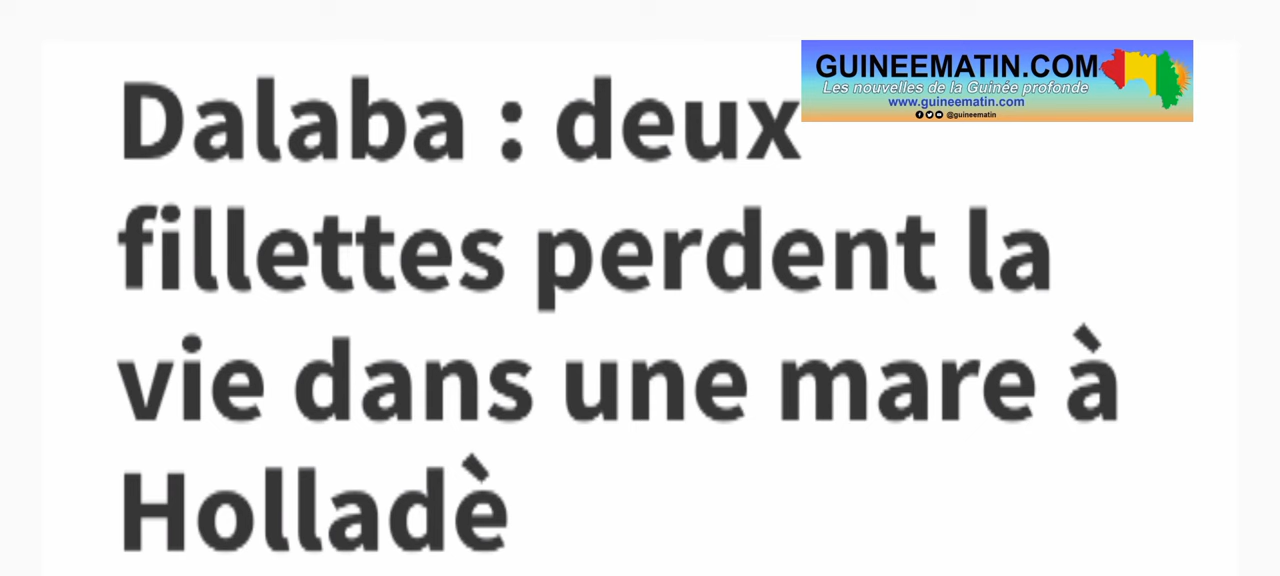 GUINEEMATIN.COM
Les nouvelles de la Guinée profonde
www.guineematin.com
@guineematin
Dalaba : deux
fillettes perdent la
vie dans une mare à
Holladè